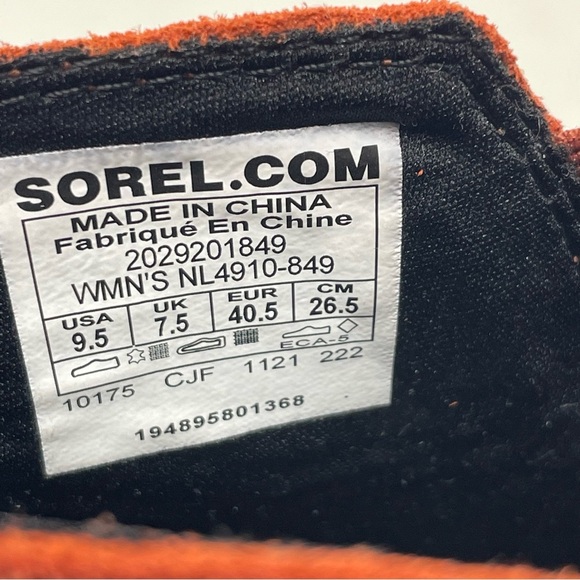 SOREL.COM
MADE IN CHINA
Fabriqué En Chine
2029201849
WMN'S NL4910-849
USA UK EUR CM
9.5 7.5 40.5 26.5
ECA-5
10175 CJF 1121 222
194895801368